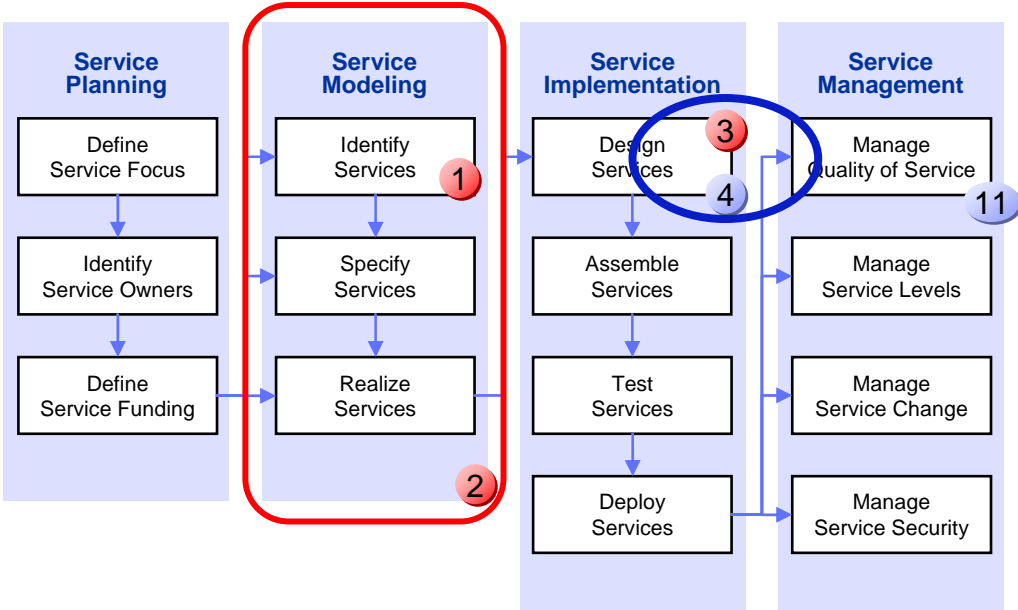 Service
Planning
Define
Service Focus
Identify
Service Owners
Define
Service Funding
Service
Modeling
Identify
Services
1
Specify
Services
Realize
Services
2
Service
Implementation
Design
Services
3
4
Assemble
Services
Test
Services
Deploy
Services
Service
Management
Manage
Quality of Service
11
Manage
Service Levels
Manage
Service Change
Manage
Service Security